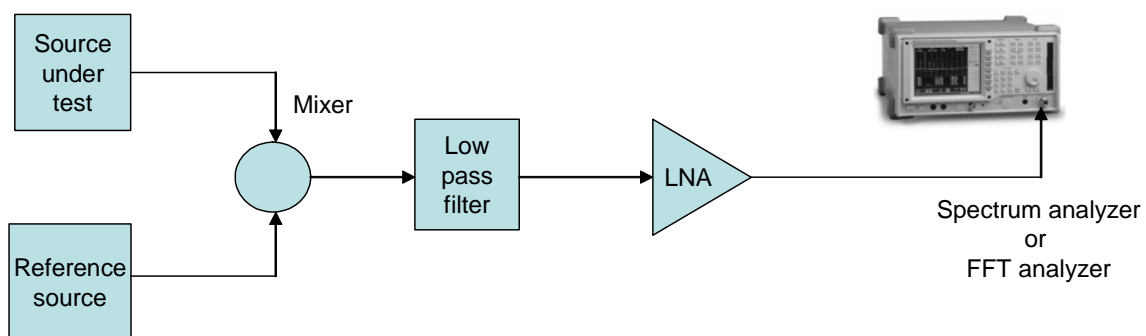 Source
under
test
Mixer
Low
pass
filter
LNA
Reference
source
Spectrum analyzer
or
FFT analyzer